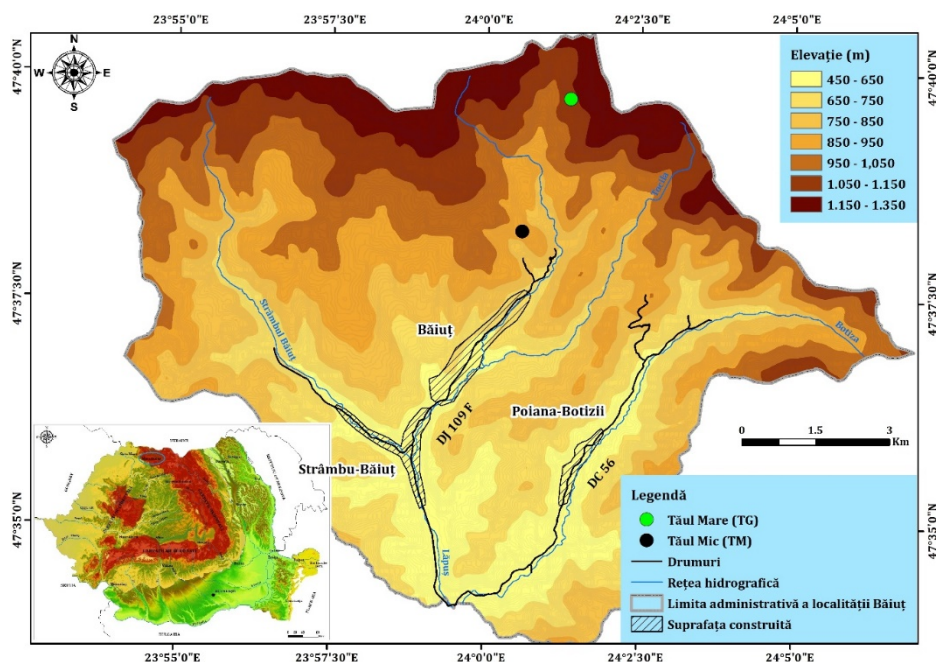 23°55'0"E
23°57'30"E
24°0'0"E
24°2'30"E
24°5'0"E
N
W
E
S
47°40'0"N
47°40'0"N
Elevație (m)
450 - 650
650 - 750
750 - 850
850 - 950
950 - 1,050
1.050 - 1.150
1.150 - 1.350
47°37'30"N
47°37'30"N
Strâmbul Băiuț
Băiuț
Botiza
Poiana-Botizii
DJ 109 F
0
1.5
3
Km
Strâmbu-Băiuț
DC 56
Lăpuș
47°35'0"N
47°35'0"N
Legendă
Tăul Mare (TG)
Tăul Mic (TM)
Drumuri
Rețea hidrografică
Limita administrativă a localității Băiuț
Suprafața construită
23°55'0"E
23°57'30"E
24°0'0"E
24°2'30"E
24°5'0"E